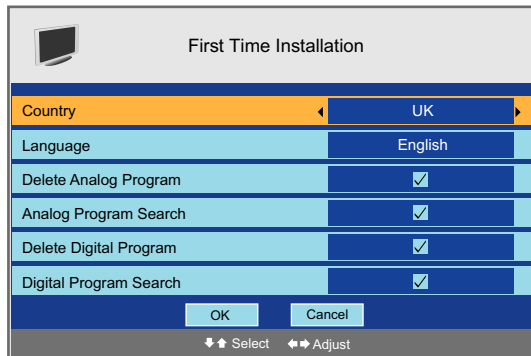 First Time Installation
Country UK
Language English
Delete Analog Program
Analog Program Search
Delete Digital Program
Digital Program Search
OK Cancel
Select Adjust